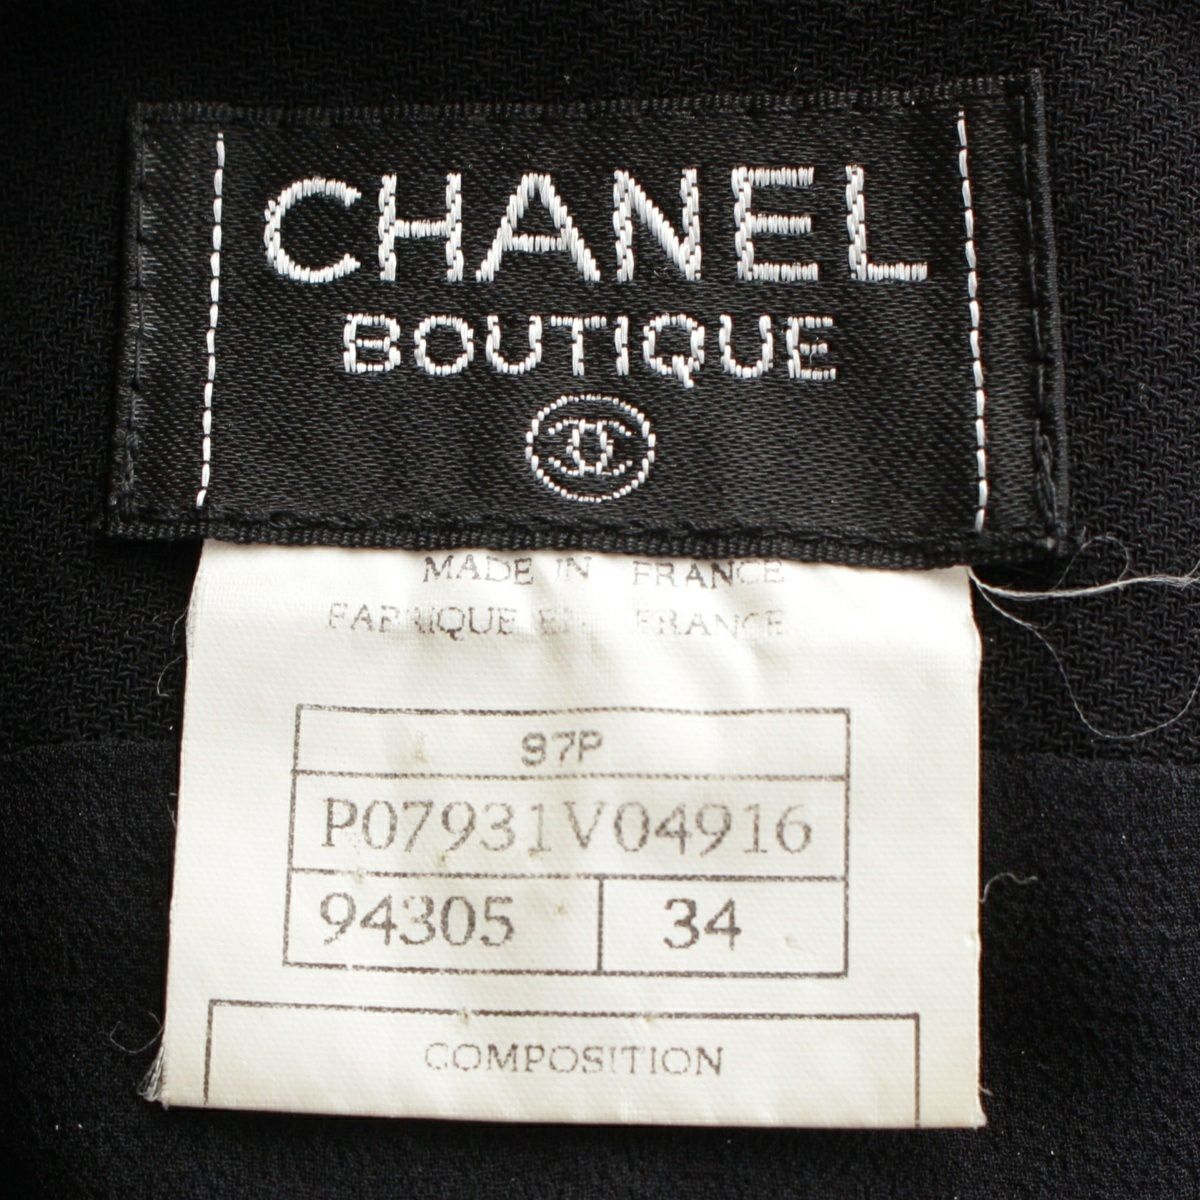 CHANEL
BOUTIQUE
MADE IN FRANCE
FABRIQUE EN FRANCE
97P
P07931V04916
94305 34
COMPOSITION